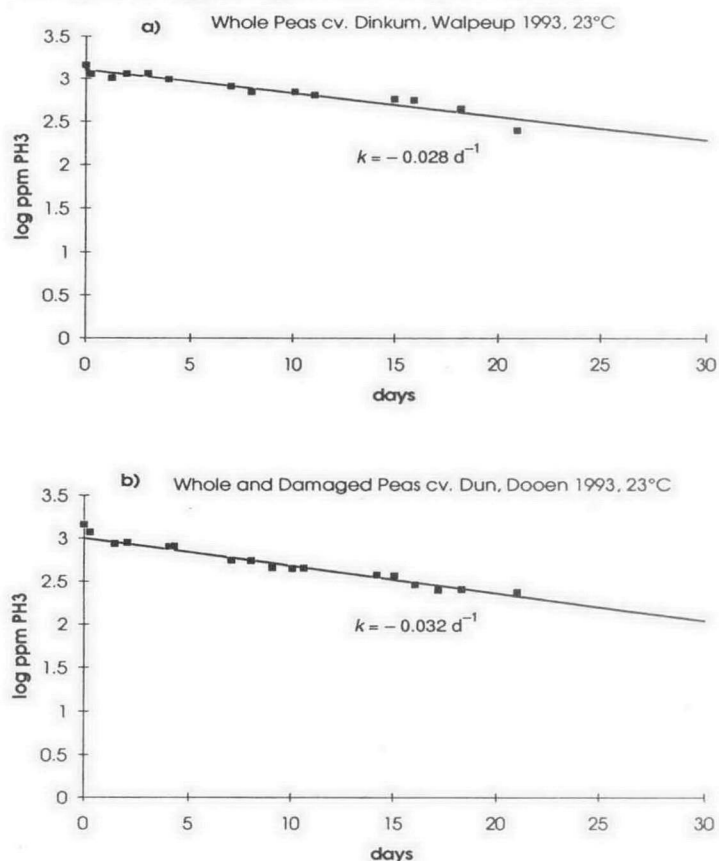 a) Whole Peas cv. Dinkum, Walpeup 1993, 23°C
3.5
3
2.5
2
1.5
1
0.5
0
log ppm PH3
k = − 0.028 d⁻¹
0 5 10 15 20 25 30
days
b) Whole and Damaged Peas cv. Dun, Dooen 1993, 23°C
3.5
3
2.5
2
1.5
1
0.5
0
log ppm PH3
k = − 0.032 d⁻¹
0 5 10 15 20 25 30
days